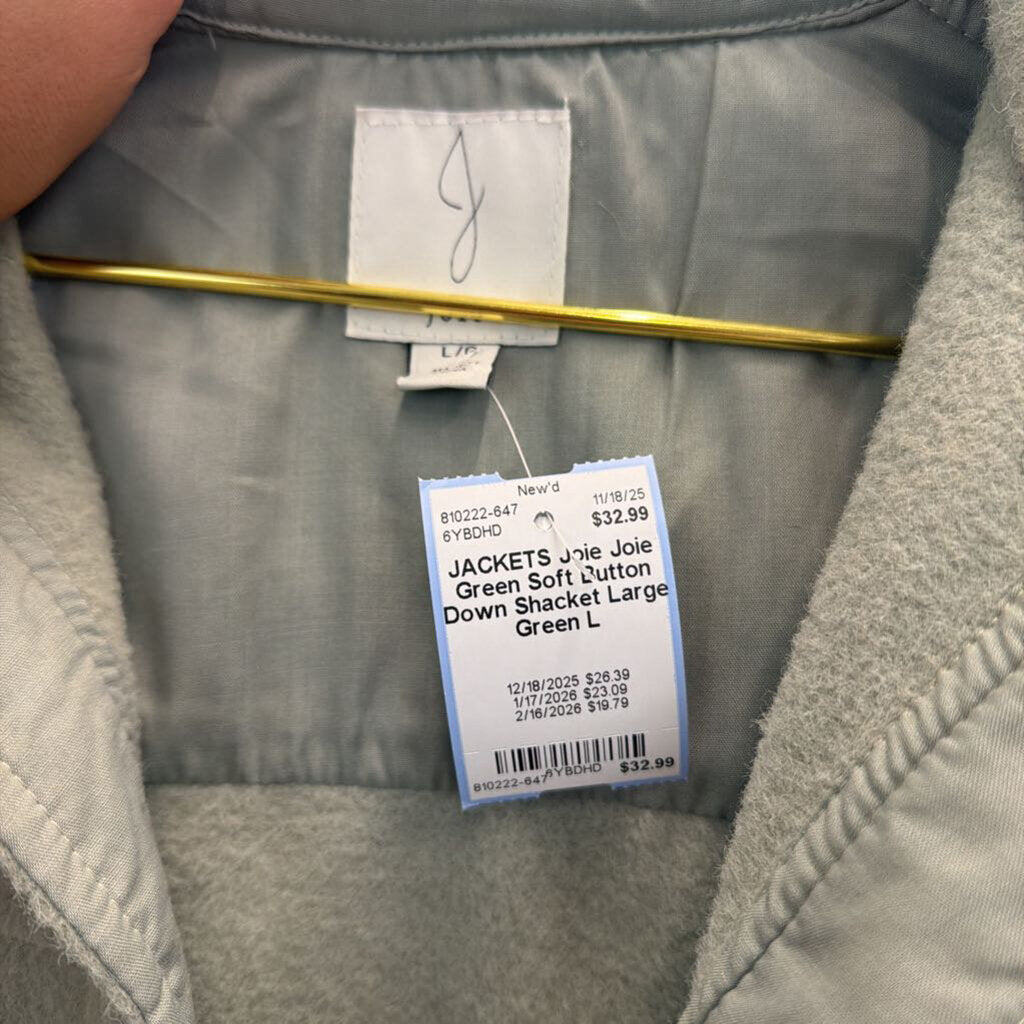 J
L/G
New'd
810222-647
11/18/25
6YBDHD
$32.99
JACKETS Joie Joie
Green Soft Button
Down Shacket Large
Green L
12/18/2025 $26.39
1/17/2026 $23.09
2/16/2026 $19.79
810222-647
6YBDHD
$32.99